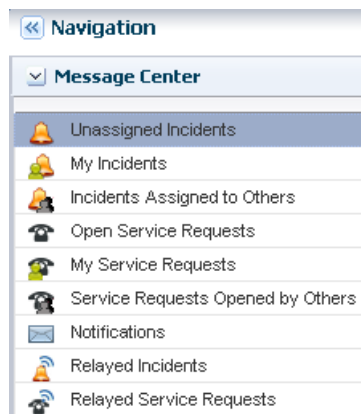 Navigation
Message Center
Unassigned Incidents
My Incidents
Incidents Assigned to Others
Open Service Requests
My Service Requests
Service Requests Opened by Others
Notifications
Relayed Incidents
Relayed Service Requests